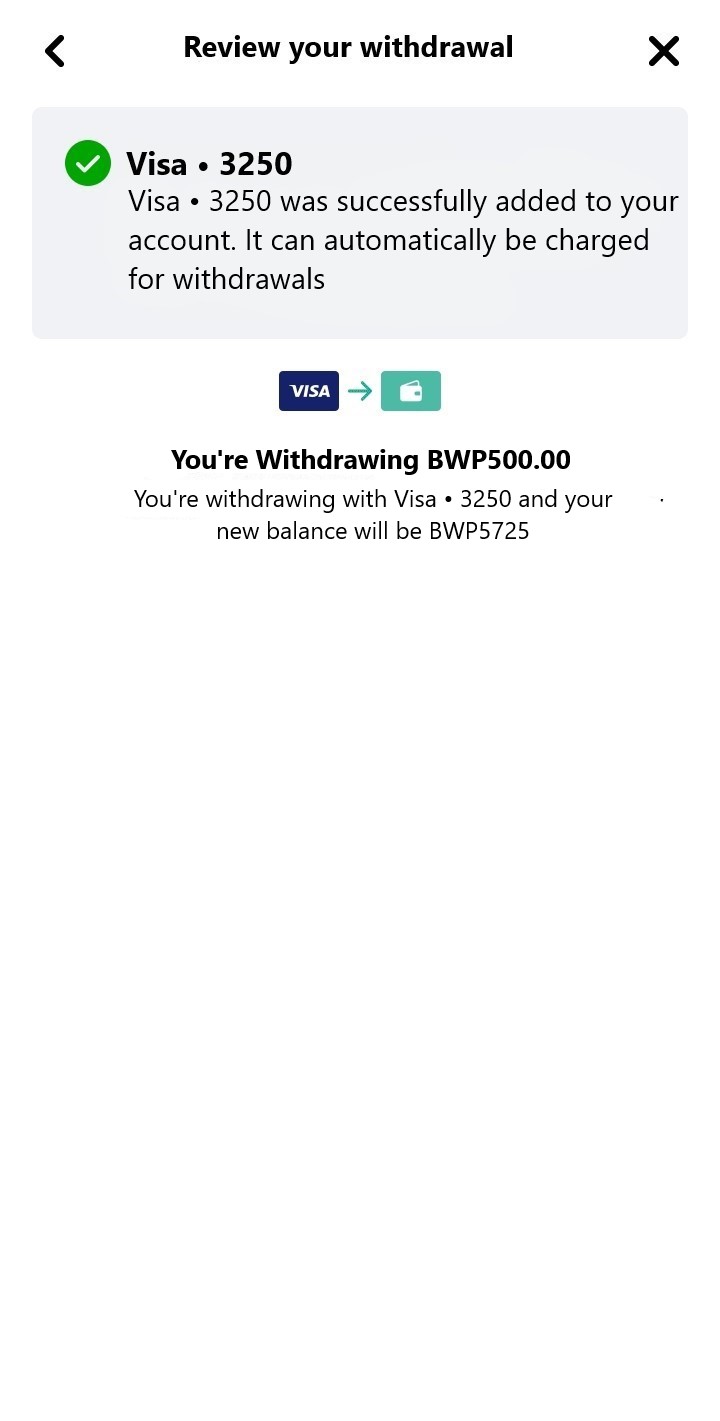 Review your withdrawal
Visa • 3250
Visa • 3250 was successfully added to your
account. It can automatically be charged
for withdrawals
VISA
You're Withdrawing BWP500.00
You're withdrawing with Visa • 3250 and your
new balance will be BWP5725